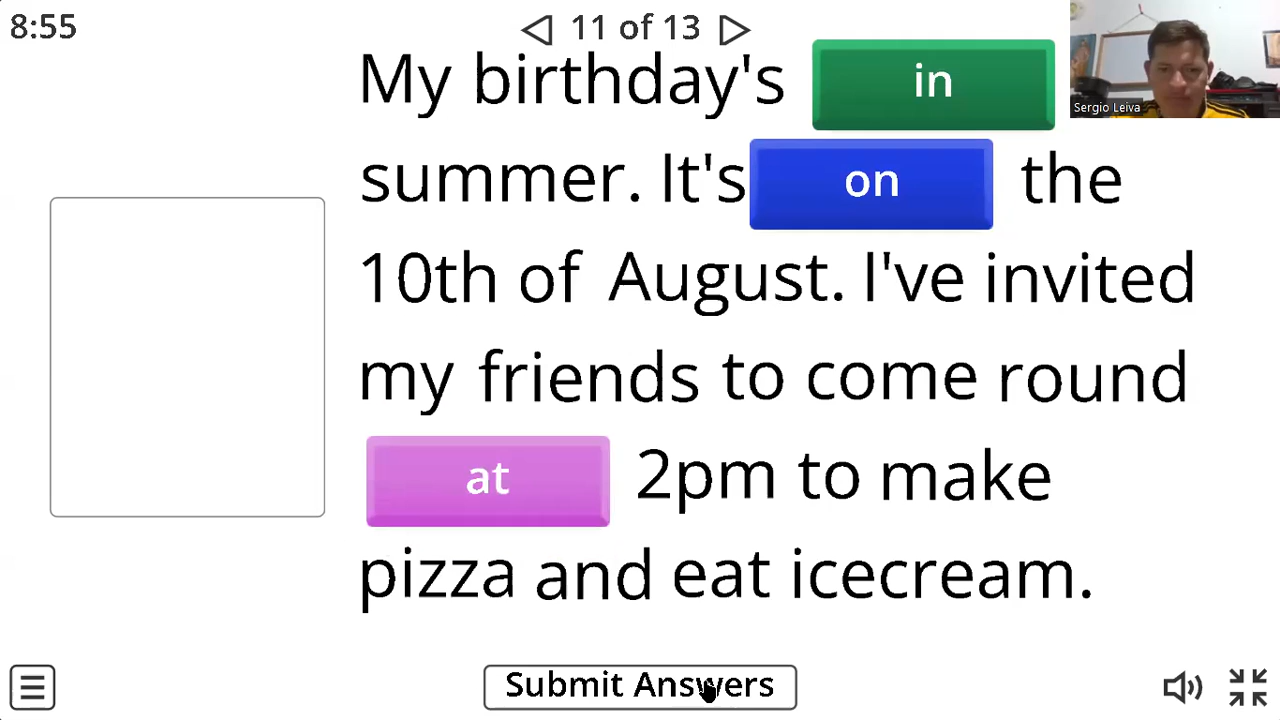 8:55
11 of 13
My birthday's in
Sergio Leiva
summer. It's on the
10th of August. I've invited
my friends to come round
at 2pm to make
pizza and eat icecream.
Submit Answers